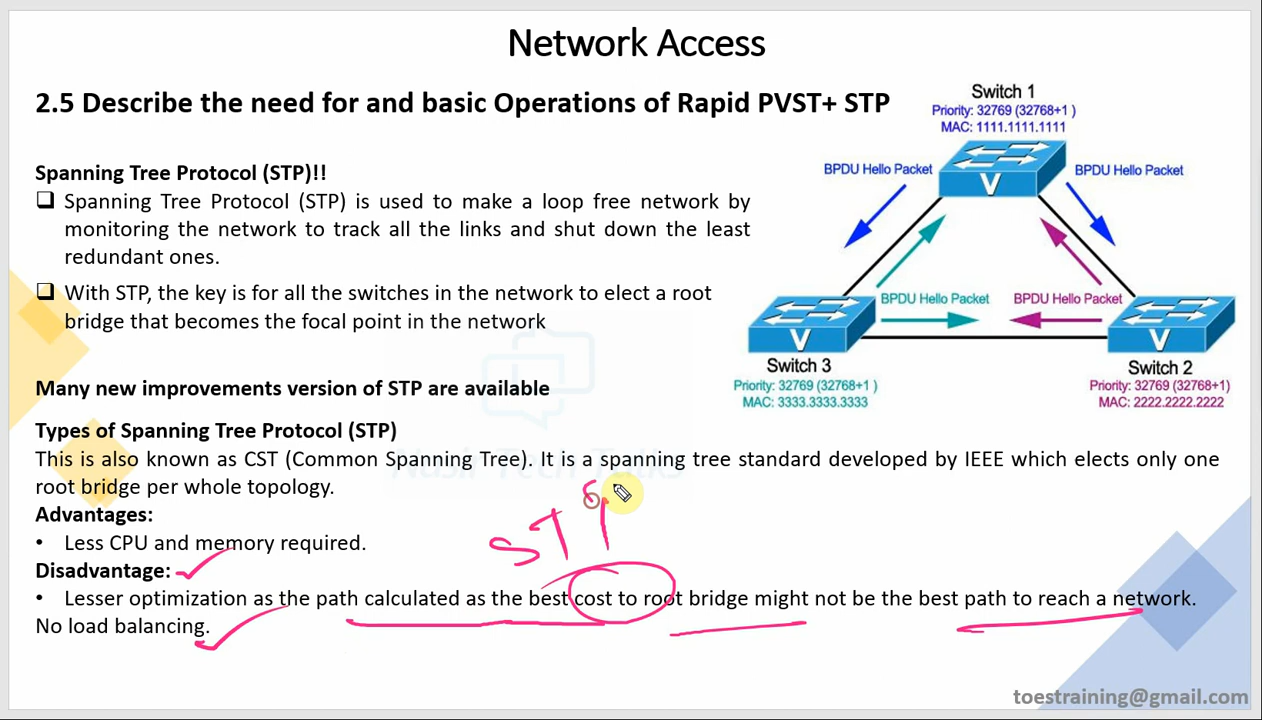 Network Access
2.5 Describe the need for and basic Operations of Rapid PVST+ STP
Switch 1
Priority: 32769 (32768+1 )
MAC: 1111.1111.1111
Spanning Tree Protocol (STP)!!
Spanning Tree Protocol (STP) is used to make a loop free network by
monitoring the network to track all the links and shut down the least
redundant ones.
With STP, the key is for all the switches in the network to elect a root
bridge that becomes the focal point in the network
BPDU Hello Packet
BPDU Hello Packet
V
BPDU Hello Packet
BPDU Hello Packet
V
V
Switch 3
Priority: 32769 (32768+1 )
MAC: 3333.3333.3333
Switch 2
Priority: 32769 (32768+1)
MAC: 2222.2222.2222
Many new improvements version of STP are available
Types of Spanning Tree Protocol (STP)
This is also known as CST (Common Spanning Tree). It is a spanning tree standard developed by IEEE which elects only one
root bridge per whole topology.
Advantages:
• Less CPU and memory required.
Disadvantage:
• Lesser optimization as the path calculated as the best cost to root bridge might not be the best path to reach a network.
No load balancing.
toestraining@gmail.com